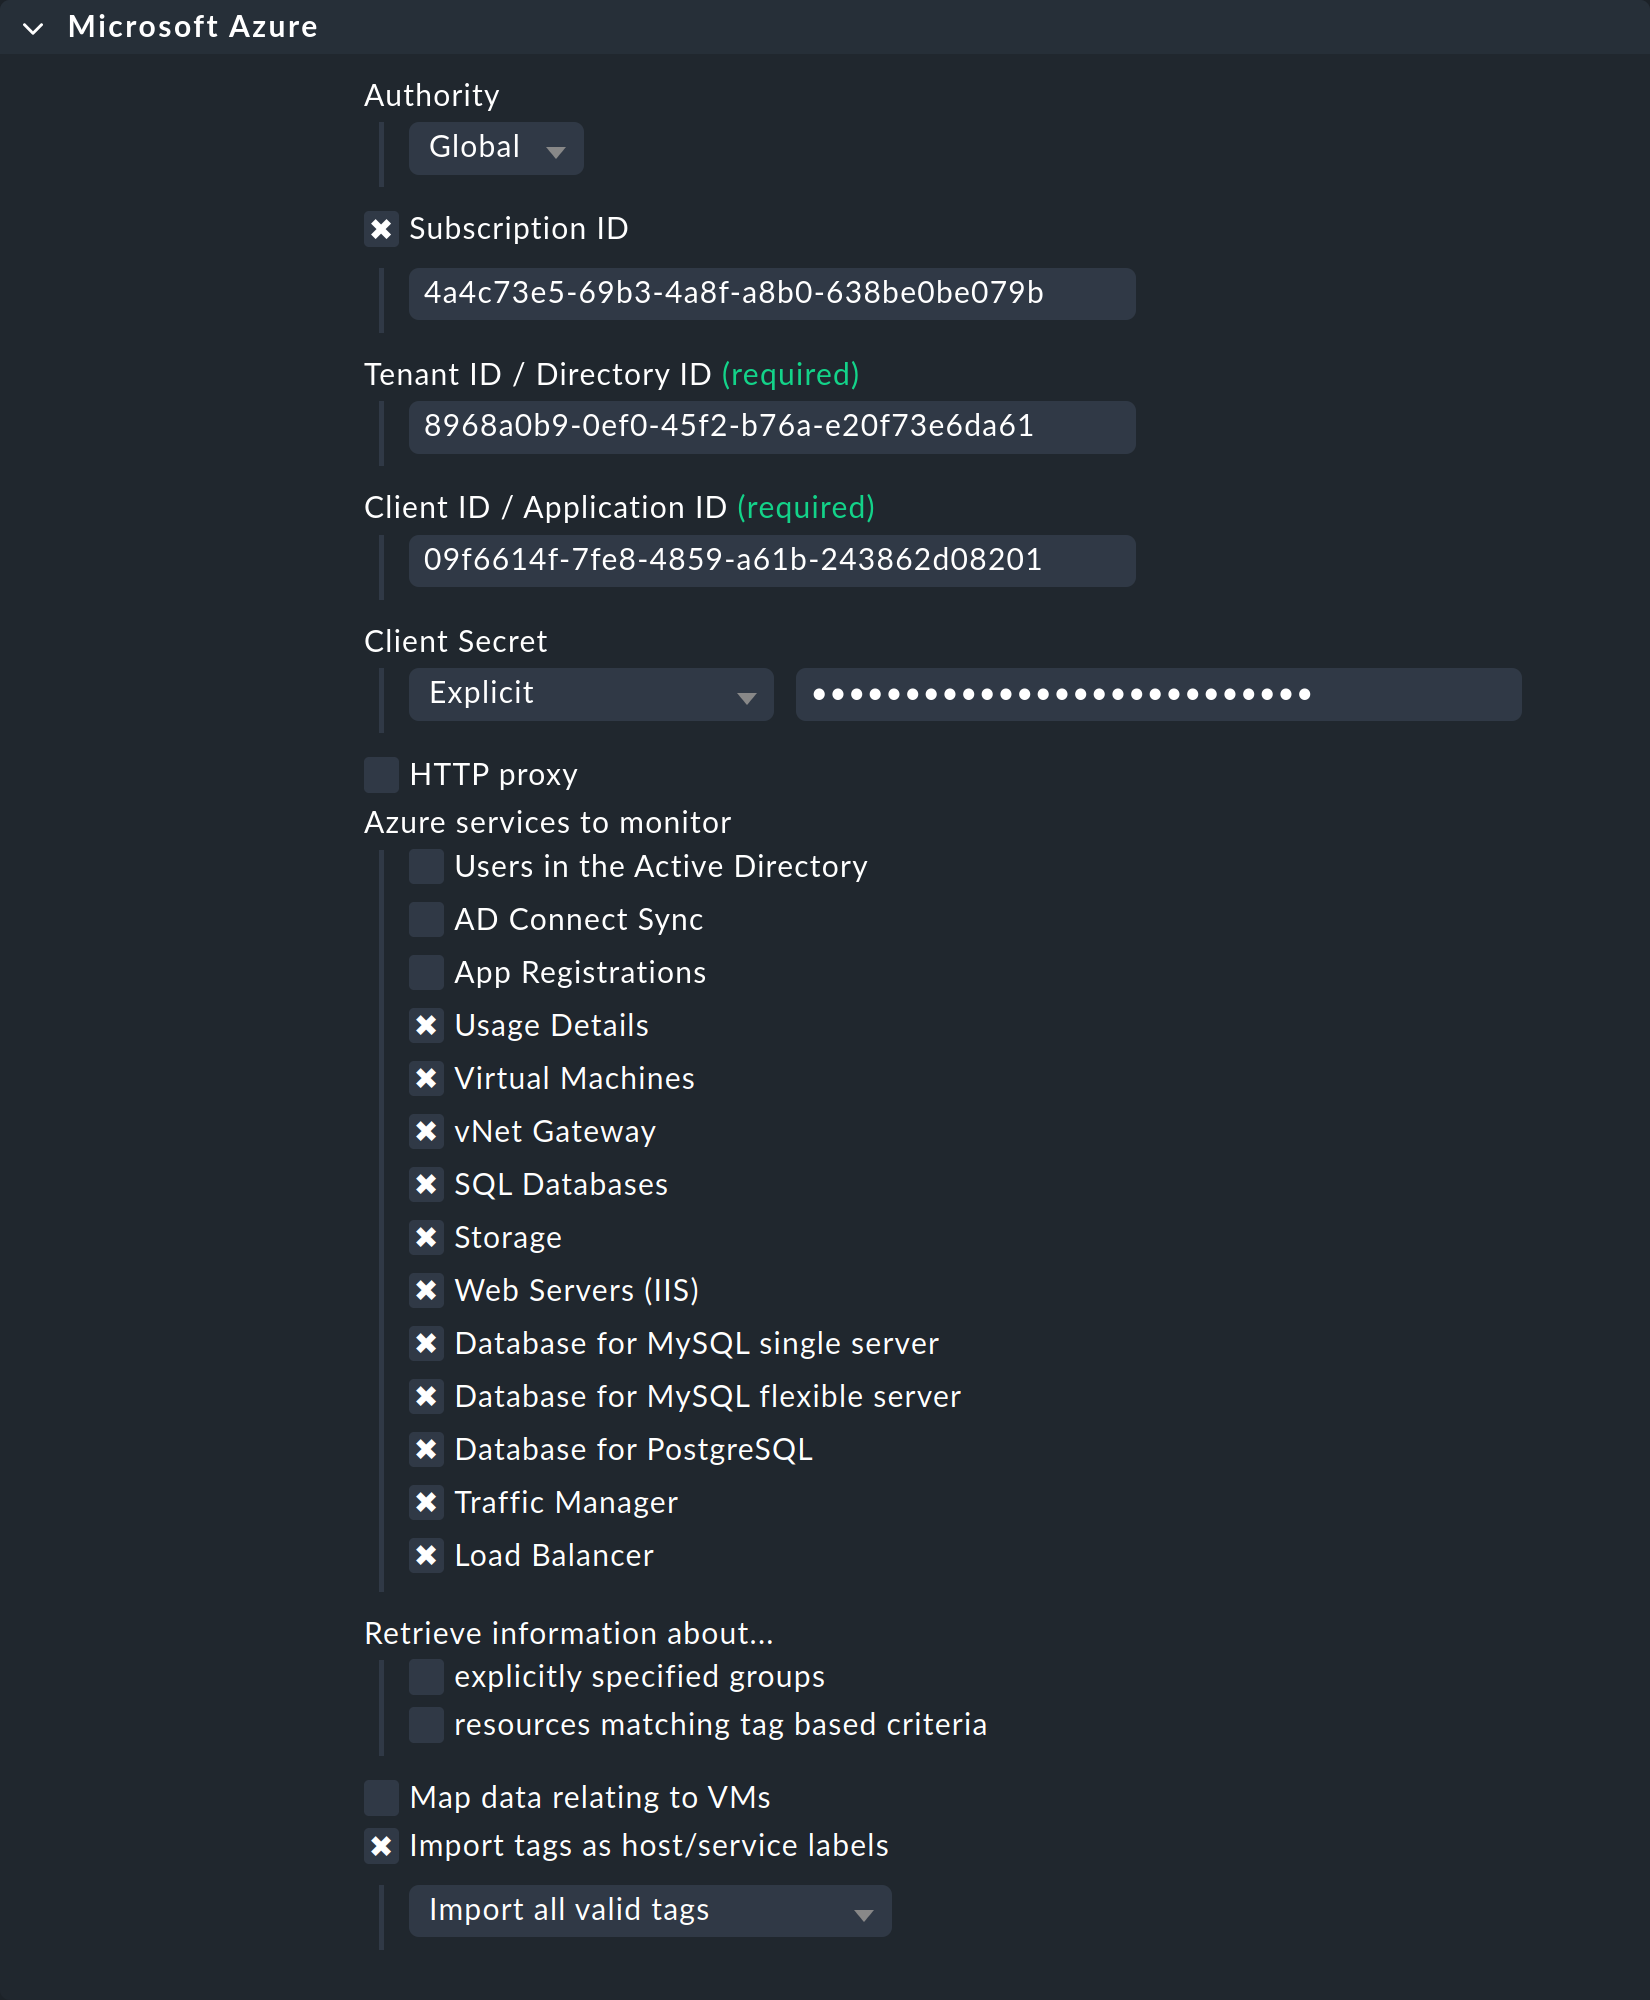 Microsoft Azure
Authority
Global
Subscription ID
4a4c73e5-69b3-4a8f-a8b0-638be0be079b
Tenant ID / Directory ID (required)
8968a0b9-0ef0-45f2-b76a-e20f73e6da61
Client ID / Application ID (required)
09f6614f-7fe8-4859-a61b-243862d08201
Client Secret
Explicit •••••••••••••••••••••••••••
HTTP proxy
Azure services to monitor
Users in the Active Directory
AD Connect Sync
App Registrations
Usage Details
Virtual Machines
vNet Gateway
SQL Databases
Storage
Web Servers (IIS)
Database for MySQL single server
Database for MySQL flexible server
Database for PostgreSQL
Traffic Manager
Load Balancer
Retrieve information about...
explicitly specified groups
resources matching tag based criteria
Map data relating to VMs
Import tags as host/service labels
Import all valid tags